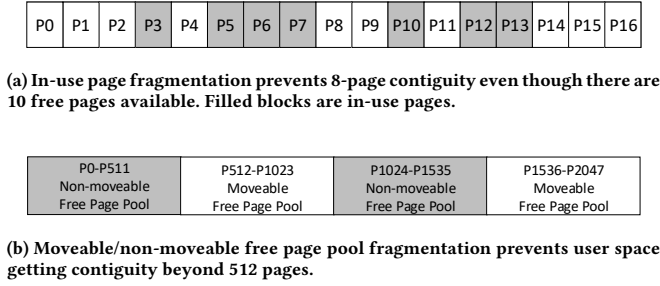 P0 P1 P2 P3 P4 P5 P6 P7 P8 P9 P10 P11 P12 P13 P14 P15 P16
(a) In-use page fragmentation prevents 8-page contiguity even though there are
10 free pages available. Filled blocks are in-use pages.
P0-P511 P512-P1023 P1024-P1535 P1536-P2047
Non-moveable Moveable Non-moveable Moveable
Free Page Pool Free Page Pool Free Page Pool Free Page Pool
(b) Moveable/non-moveable free page pool fragmentation prevents user space
getting contiguity beyond 512 pages.